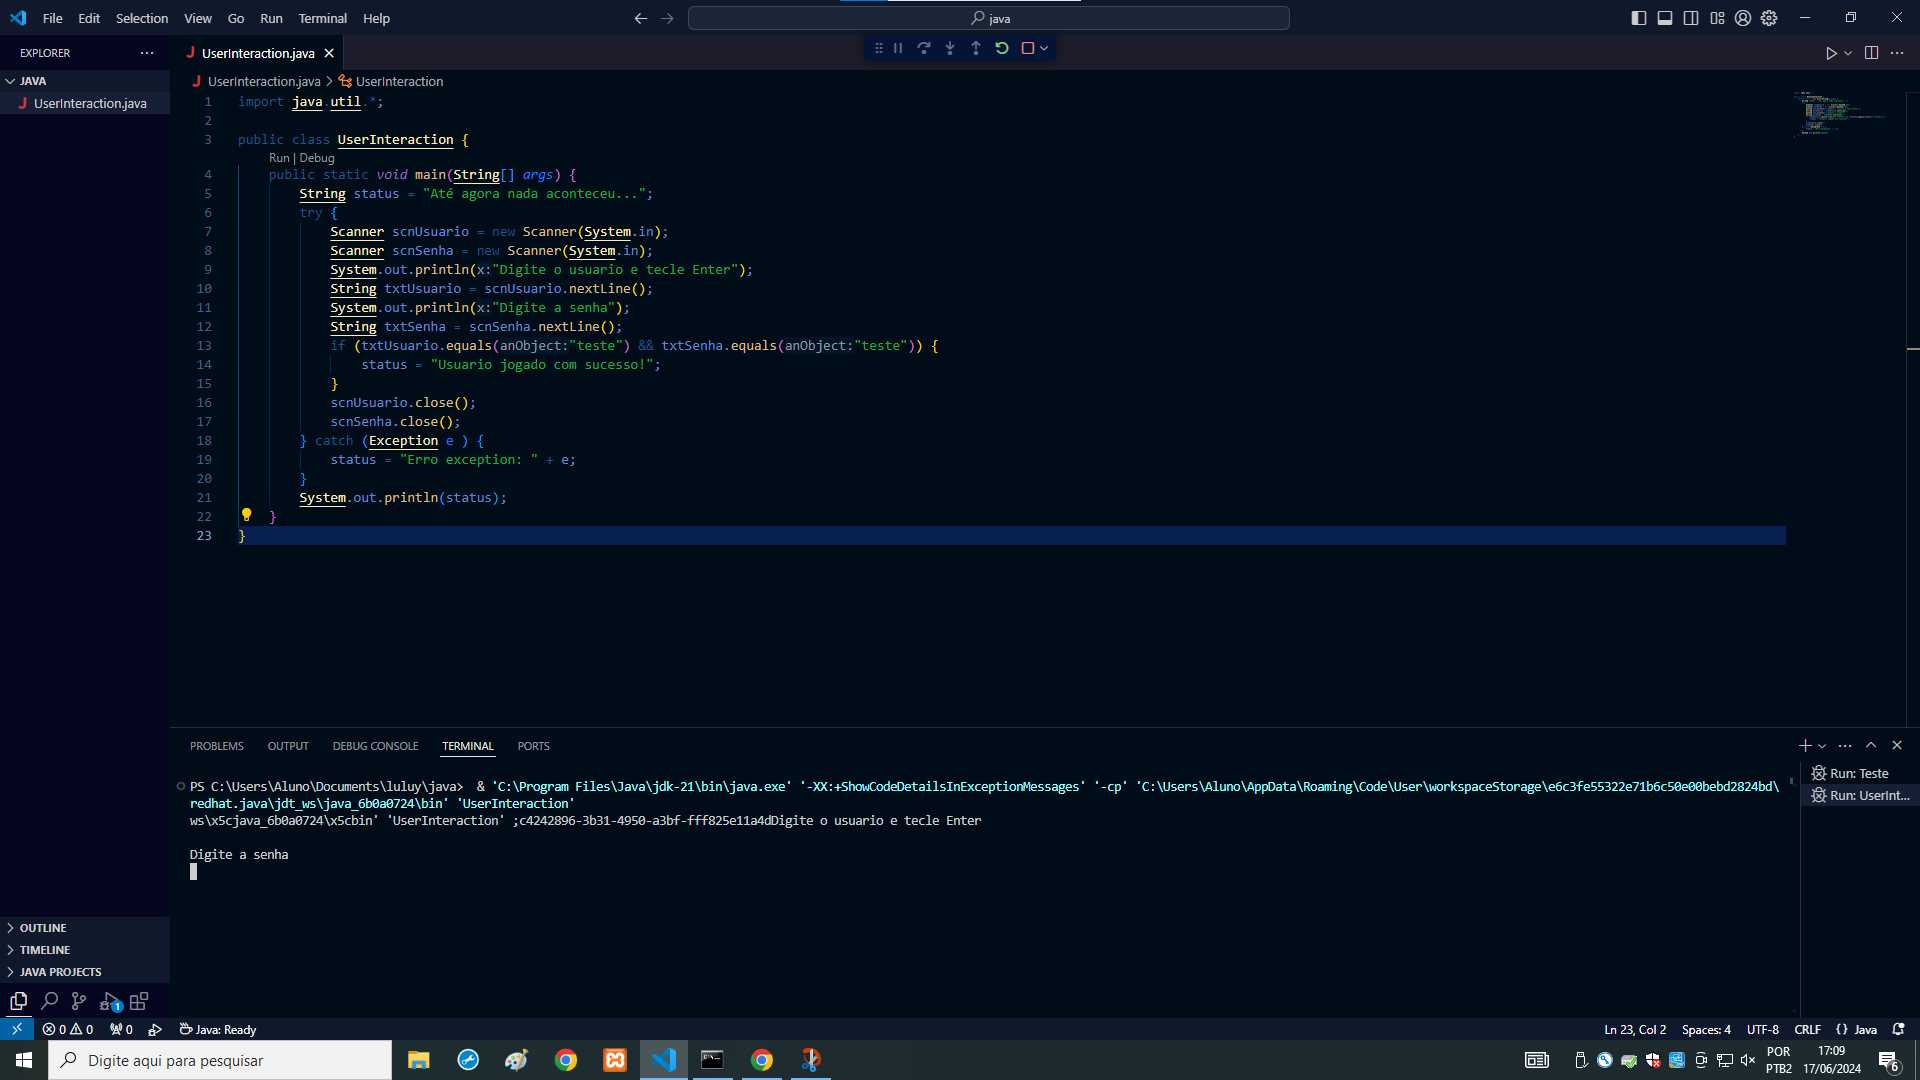 File Edit Selection View Go Run Terminal Help
java
EXPLORER
UserInteraction.java
JAVA
UserInteraction.java
UserInteraction.java > UserInteraction
1 import java.util.*;
2
3 public class UserInteraction {
Run | Debug
4 public static void main(String[] args) {
5 String status = "Até agora nada aconteceu...";
6 try {
7 Scanner scnUsuario = new Scanner(System.in);
8 Scanner scnSenha = new Scanner(System.in);
9 System.out.println(x:"Digite o usuario e tecle Enter");
10 String txtUsuario = scnUsuario.nextLine();
11 System.out.println(x:"Digite a senha");
12 String txtSenha = scnSenha.nextLine();
13 if (txtUsuario.equals(anObject:"teste") && txtSenha.equals(anObject:"teste")) {
14 status = "Usuario jogado com sucesso!";
15 }
16 scnUsuario.close();
17 scnSenha.close();
18 } catch (Exception e ) {
19 status = "Erro exception: " + e;
20 }
21 System.out.println(status);
22 }
23 }
PROBLEMS OUTPUT DEBUG CONSOLE TERMINAL PORTS
PS C:\Users\Aluno\Documents\luluy\java>  & 'C:\Program Files\Java\jdk-21\bin\java.exe' '-XX:+ShowCodeDetailsInExceptionMessages' '-cp' 'C:\Users\Aluno\AppData\Roaming\Code\User\workspaceStorage\e6c3fe55322e71b6c50e00bebd2824bd\
redhat.java\jdt_ws\java_6b0a0724\bin' 'UserInteraction'
ws\x5cjava_6b0a0724\x5cbin' 'UserInteraction' ;c4242896-3b31-4950-a3bf-fff825e11a4dDigite o usuario e tecle Enter
Digite a senha
Run: Teste
Run: UserInt...
OUTLINE
TIMELINE
JAVA PROJECTS
1
0 0 0 Java: Ready
Ln 23, Col 2 Spaces: 4 UTF-8 CRLF {} Java
Digite aqui para pesquisar
POR
PTB2
17:09
17/06/2024
6